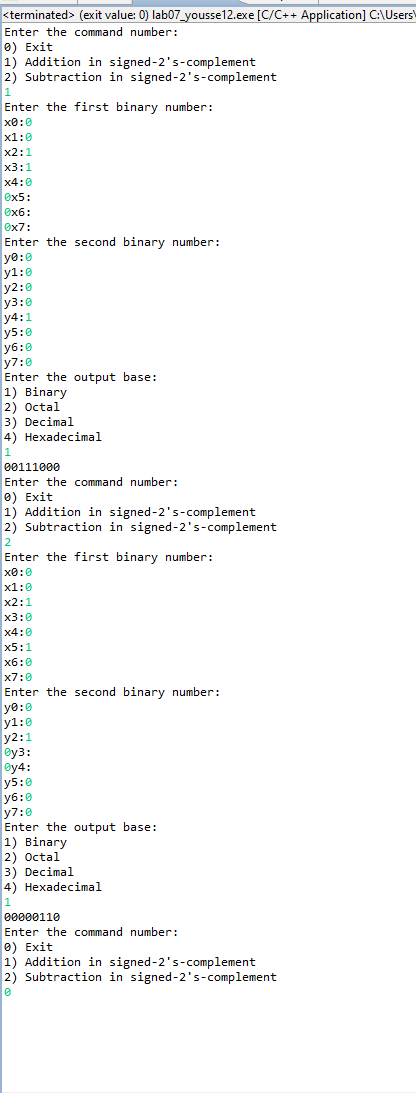 <terminated> (exit value: 0) lab07_yousse12.exe [C/C++ Application] C:\Users\
Enter the command number:
0) Exit
1) Addition in signed-2's-complement
2) Subtraction in signed-2's-complement
1
Enter the first binary number:
x0:0
x1:0
x2:1
x3:1
x4:0
0x5:
0x6:
0x7:
Enter the second binary number:
y0:0
y1:0
y2:0
y3:0
y4:1
y5:0
y6:0
y7:0
Enter the output base:
1) Binary
2) Octal
3) Decimal
4) Hexadecimal
1
00111000
Enter the command number:
0) Exit
1) Addition in signed-2's-complement
2) Subtraction in signed-2's-complement
2
Enter the first binary number:
x0:0
x1:0
x2:1
x3:0
x4:0
x5:1
x6:0
x7:0
Enter the second binary number:
y0:0
y1:0
y2:1
0y3:
0y4:
y5:0
y6:0
y7:0
Enter the output base:
1) Binary
2) Octal
3) Decimal
4) Hexadecimal
1
00000110
Enter the command number:
0) Exit
1) Addition in signed-2's-complement
2) Subtraction in signed-2's-complement
0